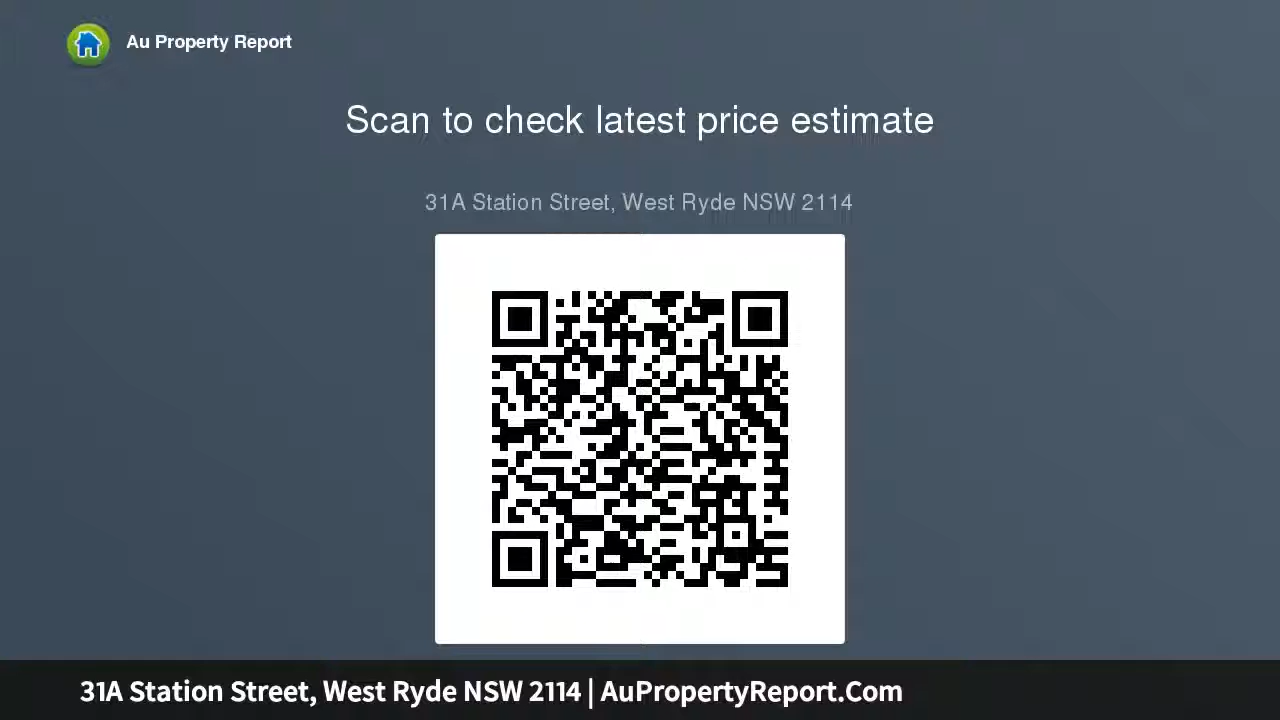 Au Property Report
Scan to check latest price estimate
31A Station Street, West Ryde NSW 2114
31A Station Street, West Ryde NSW 2114 | AuPropertyReport.Com